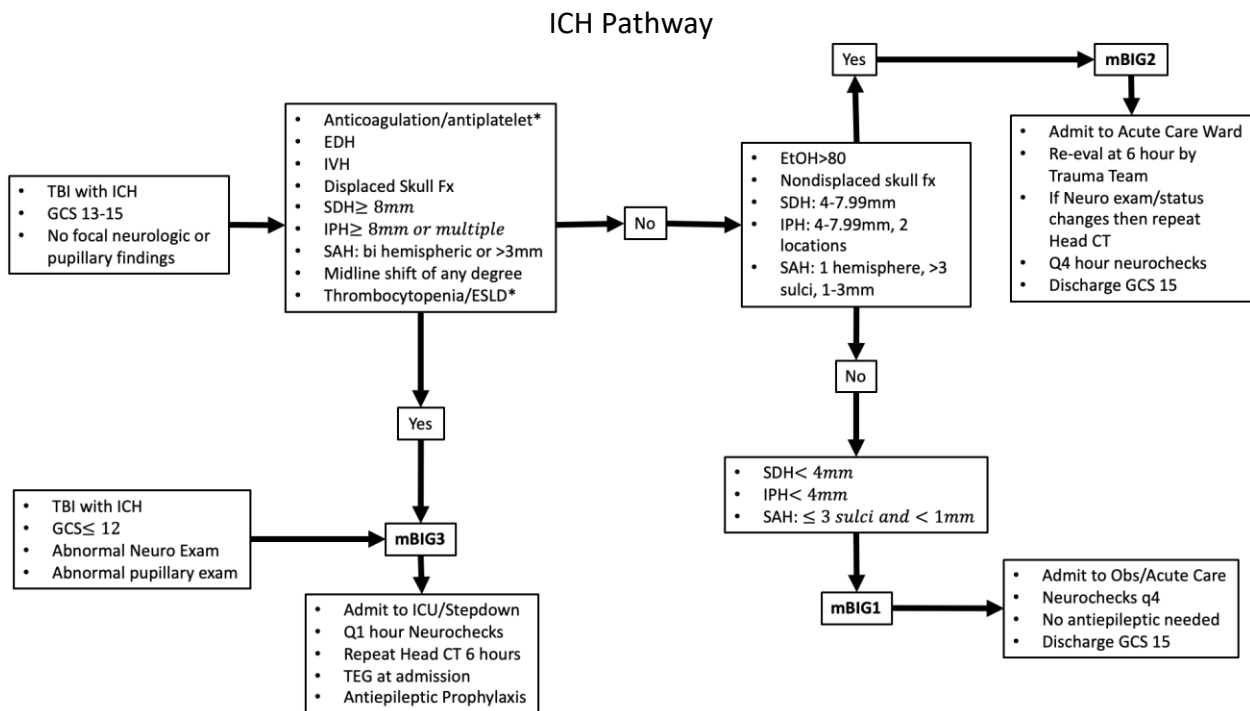 ICH Pathway
• TBI with ICH
• GCS 13-15
• No focal neurologic or
pupillary findings
• Anticoagulation/antiplatelet*
• EDH
• IVH
• Displaced Skull Fx
• SDH≥ 8mm
• IPH≥ 8mm or multiple
• SAH: bi hemispheric or >3mm
• Midline shift of any degree
• Thrombocytopenia/ESLD*
No
• EtOH>80
• Nondisplaced skull fx
• SDH: 4-7.99mm
• IPH: 4-7.99mm, 2
locations
• SAH: 1 hemisphere, >3
sulci, 1-3mm
Yes
mBIG2
• Admit to Acute Care Ward
• Re-eval at 6 hour by
Trauma Team
• If Neuro exam/status
changes then repeat
Head CT
• Q4 hour neurochecks
• Discharge GCS 15
No
• SDH< 4mm
• IPH< 4mm
• SAH: ≤ 3 sulci and < 1mm
mBIG1
• Admit to Obs/Acute Care
• Neurochecks q4
• No antiepileptic needed
• Discharge GCS 15
Yes
• TBI with ICH
• GCS≤ 12
• Abnormal Neuro Exam
• Abnormal pupillary exam
mBIG3
• Admit to ICU/Stepdown
• Q1 hour Neurochecks
• Repeat Head CT 6 hours
• TEG at admission
• Antiepileptic Prophylaxis